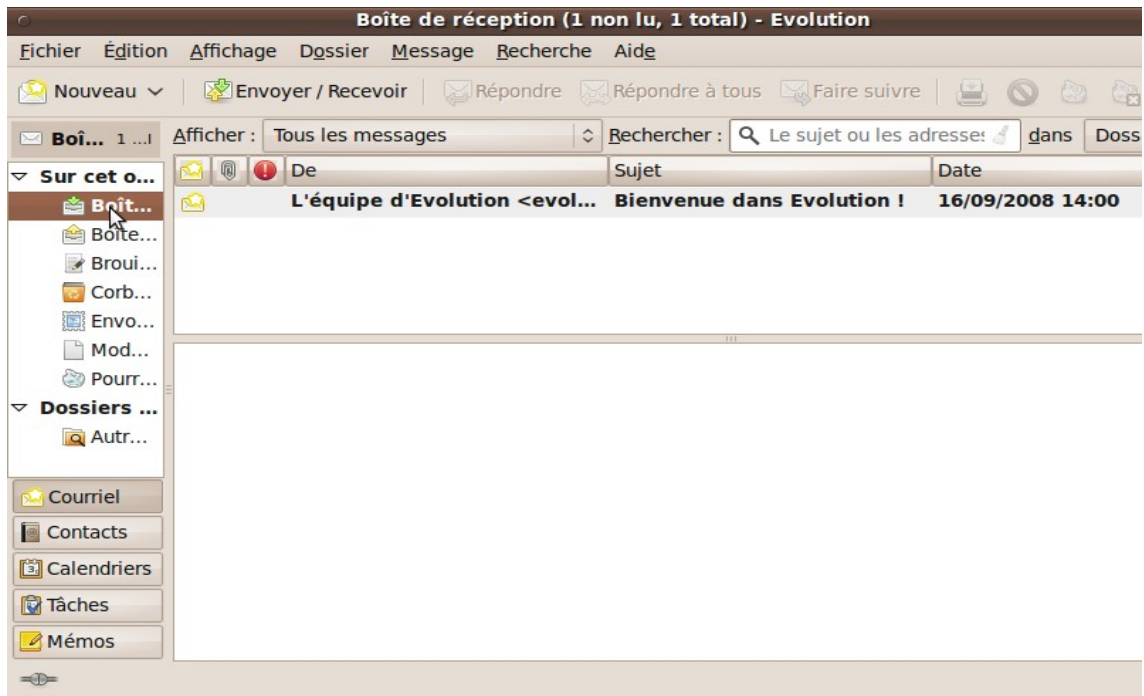 Boîte de réception (1 non lu, 1 total) - Evolution
Fichier Édition Affichage Dossier Message Recherche Aide
Nouveau Envoyer / Recevoir Répondre Répondre à tous Faire suivre
Boî... 1 ...l Afficher : Tous les messages Rechercher : Le sujet ou les adresses dans Doss
De Sujet Date
L'équipe d'Evolution <evol... Bienvenue dans Evolution ! 16/09/2008 14:00
Sur cet o...
Boît...
Boîte...
Broui...
Corb...
Envo...
Mod...
Pourr...
Dossiers ...
Autr...
Courriel
Contacts
Calendriers
Tâches
Mémos